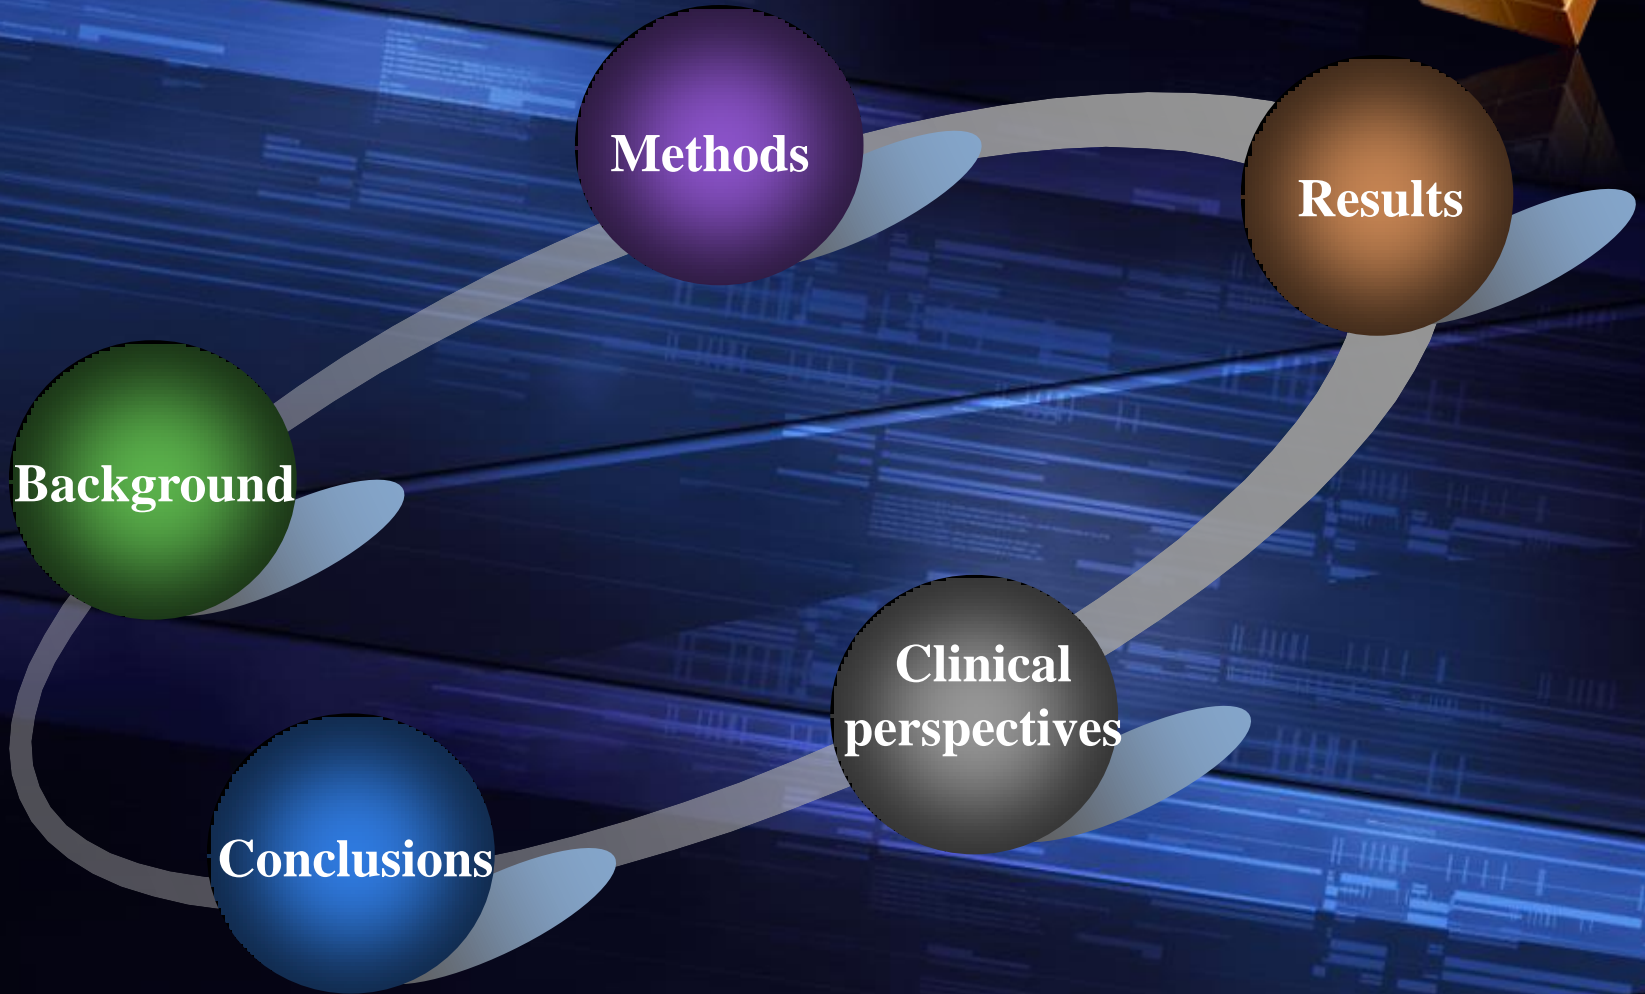 Methods
Results
Background
Clinical
perspectives
Conclusions